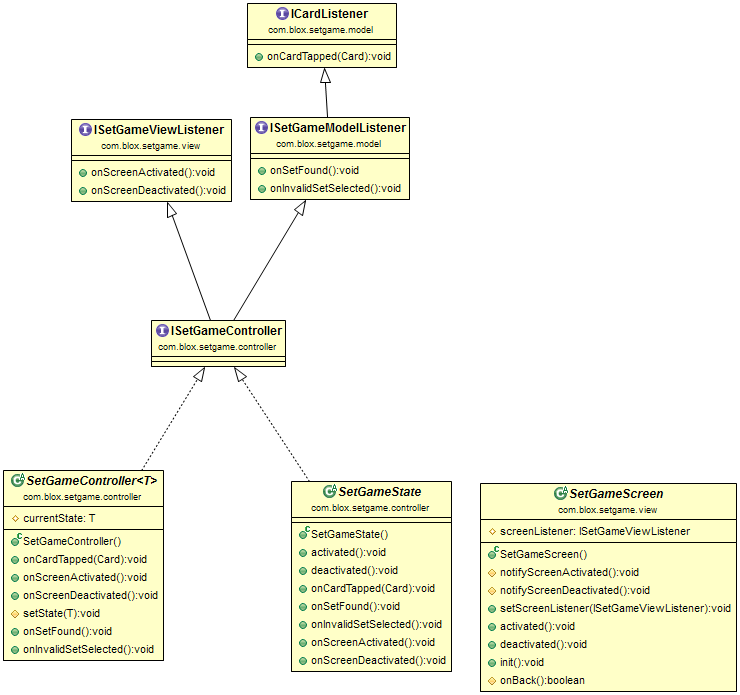 ICardListener
com.blox.setgame.model
onCardTapped(Card):void
ISetGameViewListener
com.blox.setgame.view
onScreenActivated():void
onScreenDeactivated():void
ISetGameModelListener
com.blox.setgame.model
onSetFound():void
onInvalidSetSelected():void
ISetGameController
com.blox.setgame.controller
SetGameController<T>
com.blox.setgame.controller
currentState: T
SetGameController()
onCardTapped(Card):void
onScreenActivated():void
onScreenDeactivated():void
setState(T):void
onSetFound():void
onInvalidSetSelected():void
SetGameState
com.blox.setgame.controller
SetGameState()
activated():void
deactivated():void
onCardTapped(Card):void
onSetFound():void
onInvalidSetSelected():void
onScreenActivated():void
onScreenDeactivated():void
SetGameScreen
com.blox.setgame.view
screenListener: ISetGameViewListener
SetGameScreen()
notifyScreenActivated():void
notifyScreenDeactivated():void
setScreenListener(ISetGameViewListener):void
activated():void
deactivated():void
init():void
onBack():boolean